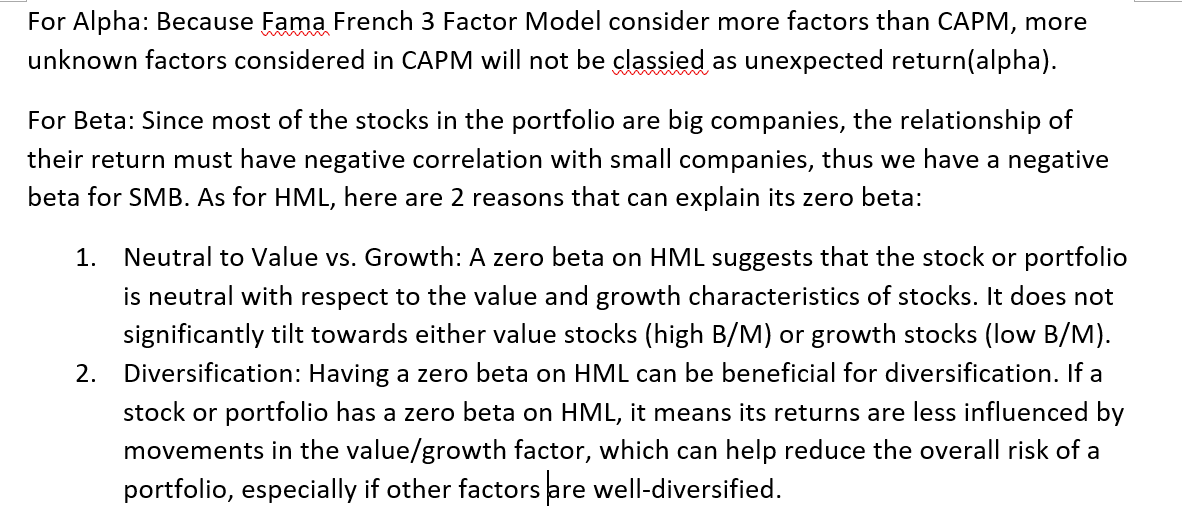 For Alpha: Because Fama French 3 Factor Model consider more factors than CAPM, more
unknown factors considered in CAPM will not be classied as unexpected return(alpha).
For Beta: Since most of the stocks in the portfolio are big companies, the relationship of
their return must have negative correlation with small companies, thus we have a negative
beta for SMB. As for HML, here are 2 reasons that can explain its zero beta:
1. Neutral to Value vs. Growth: A zero beta on HML suggests that the stock or portfolio
is neutral with respect to the value and growth characteristics of stocks. It does not
significantly tilt towards either value stocks (high B/M) or growth stocks (low B/M).
2. Diversification: Having a zero beta on HML can be beneficial for diversification. If a
stock or portfolio has a zero beta on HML, it means its returns are less influenced by
movements in the value/growth factor, which can help reduce the overall risk of a
portfolio, especially if other factors are well-diversified.